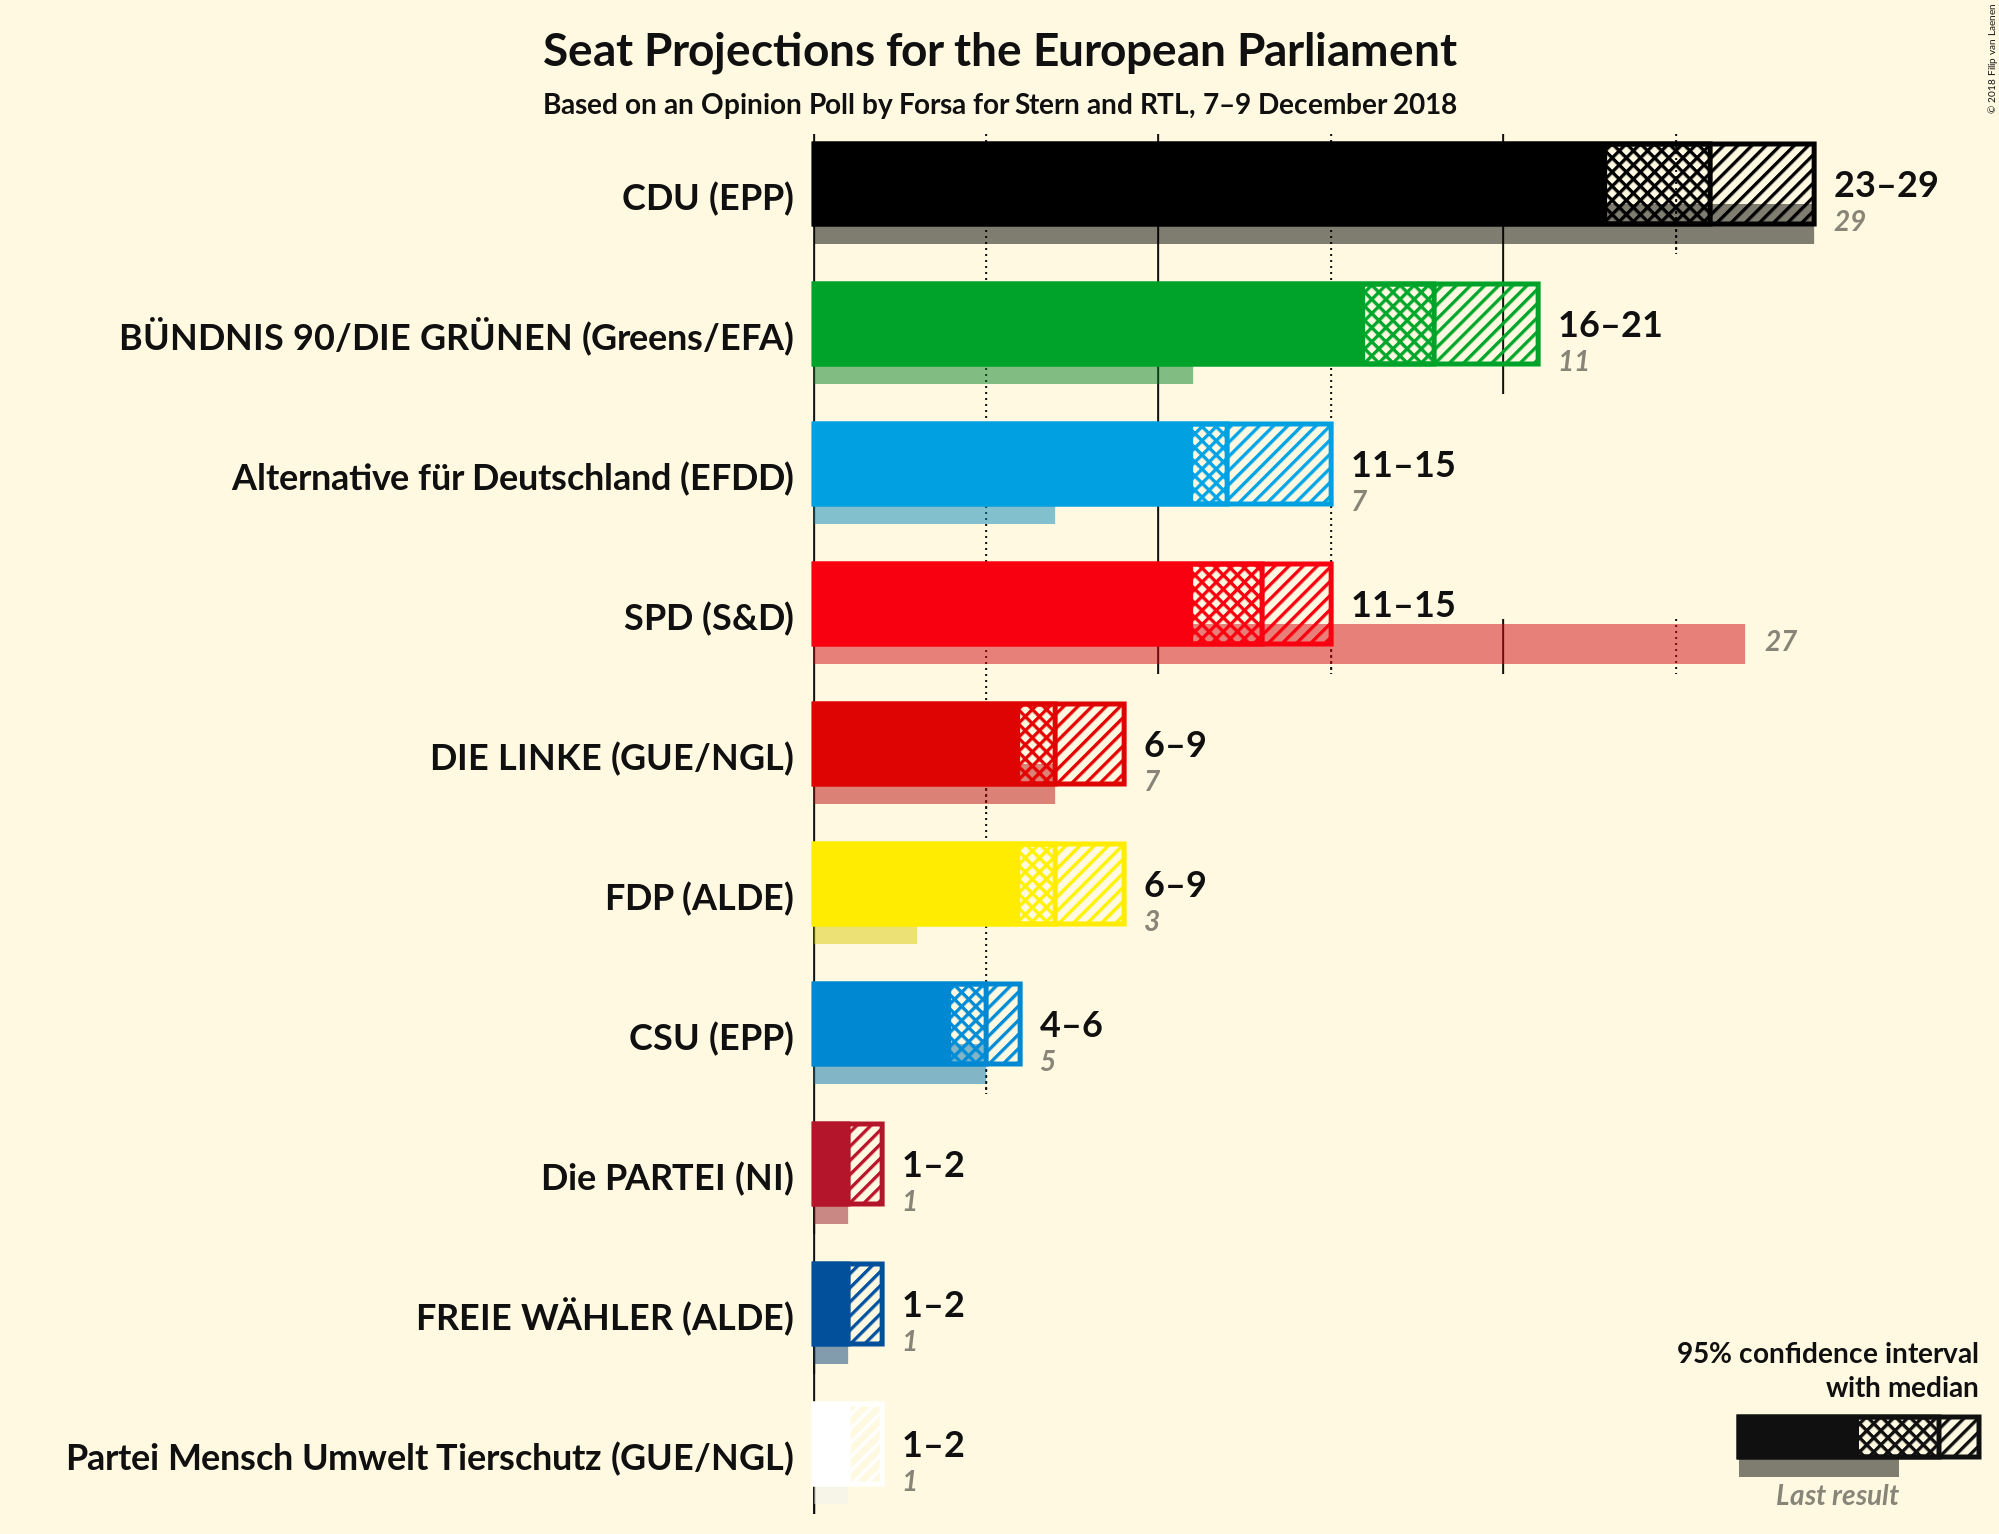 Seat Projections for the European Parliament
Based on an Opinion Poll by Forsa for Stern and RTL, 7–9 December 2018
© 2018 Filip van Laenen
CDU (EPP)
23–29
29
BÜNDNIS 90/DIE GRÜNEN (Greens/EFA)
16–21
11
Alternative für Deutschland (EFDD)
11–15
7
SPD (S&D)
11–15
27
DIE LINKE (GUE/NGL)
6–9
7
FDP (ALDE)
6–9
3
CSU (EPP)
4–6
5
Die PARTEI (NI)
1–2
1
FREIE WÄHLER (ALDE)
1–2
1
Partei Mensch Umwelt Tierschutz (GUE/NGL)
1–2
1
95% confidence interval
with median
Last result